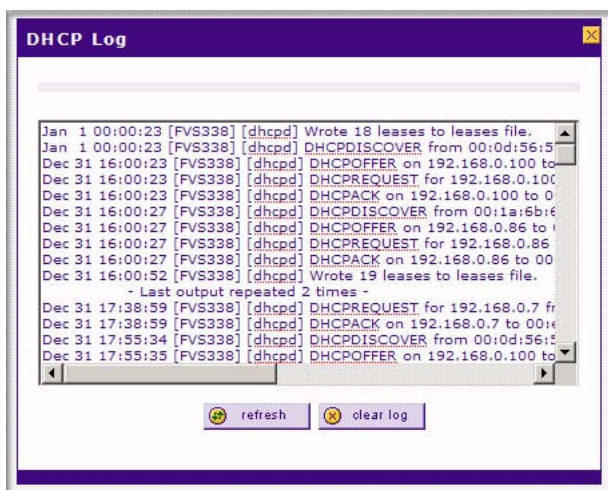 DHCP Log
Jan 1 00:00:23 [FVS338] [dhcpd] Wrote 18 leases to leases file.
Jan 1 00:00:23 [FVS338] [dhcpd] DHCPDISCOVER from 00:0d:56:5
Dec 31 16:00:23 [FVS338] [dhcpd] DHCPOFFER on 192.168.0.100 to
Dec 31 16:00:23 [FVS338] [dhcpd] DHCPREQUEST for 192.168.0.100
Dec 31 16:00:23 [FVS338] [dhcpd] DHCPACK on 192.168.0.100 to 0
Dec 31 16:00:27 [FVS338] [dhcpd] DHCPDISCOVER from 00:1a:6b:6
Dec 31 16:00:27 [FVS338] [dhcpd] DHCPOFFER on 192.168.0.86 to
Dec 31 16:00:27 [FVS338] [dhcpd] DHCPREQUEST for 192.168.0.86
Dec 31 16:00:27 [FVS338] [dhcpd] DHCPACK on 192.168.0.86 to 00
Dec 31 16:00:52 [FVS338] [dhcpd] Wrote 19 leases to leases file.
- Last output repeated 2 times -
Dec 31 17:38:59 [FVS338] [dhcpd] DHCPREQUEST for 192.168.0.7 fr
Dec 31 17:38:59 [FVS338] [dhcpd] DHCPACK on 192.168.0.7 to 00:
Dec 31 17:55:34 [FVS338] [dhcpd] DHCPDISCOVER from 00:0d:56:5
Dec 31 17:55:35 [FVS338] [dhcpd] DHCPOFFER on 192.168.0.100 to
refresh
clear log